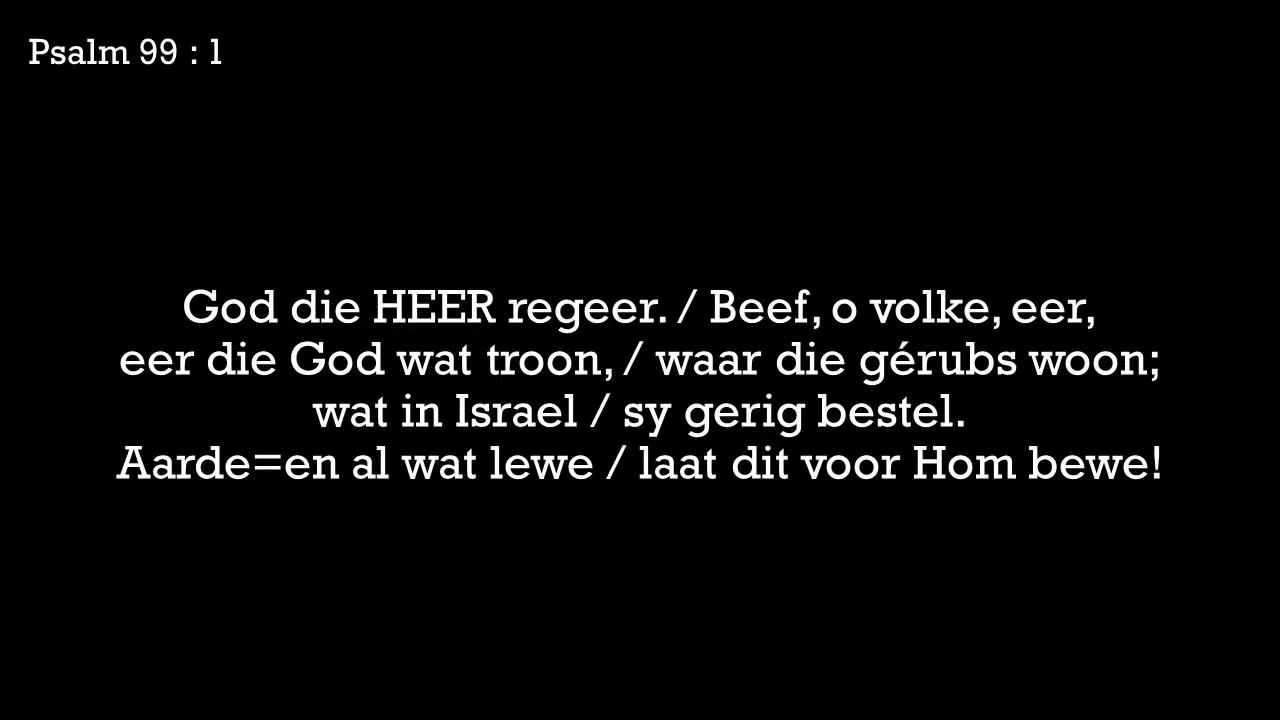 Psalm 99 : 1
God die HEER regeer. / Beef, o volke, eer,
eer die God wat troon, / waar die gérubs woon;
wat in Israel / sy gerig bestel.
Aarde=en al wat lewe / laat dit voor Hom bewe!